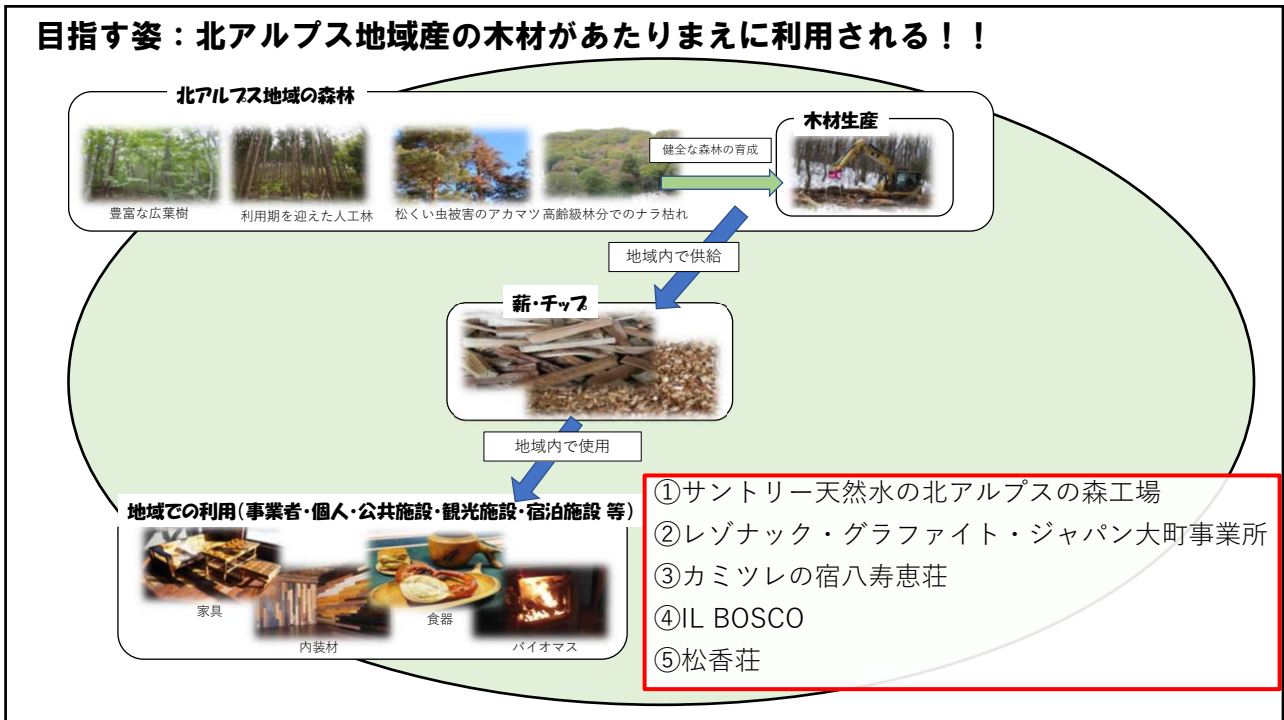 目指す姿：北アルプス地域産の木材があたりまえに利用される！！
北アルプス地域の森林
木材生産
健全な森林の育成
豊富な広葉樹
利用期を迎えた人工林
松くい虫被害のアカマツ
高齢級林分でのナラ枯れ
地域内で供給
薪・チップ
地域内で使用
地域での利用(事業者・個人・公共施設・観光施設・宿泊施設 等)
家具
内装材
食器
バイオマス
①サントリー天然水の北アルプスの森工場
②レゾナック・グラファイト・ジャパン大町事業所
③カミツレの宿八寿恵荘
④IL BOSCO
⑤松香荘